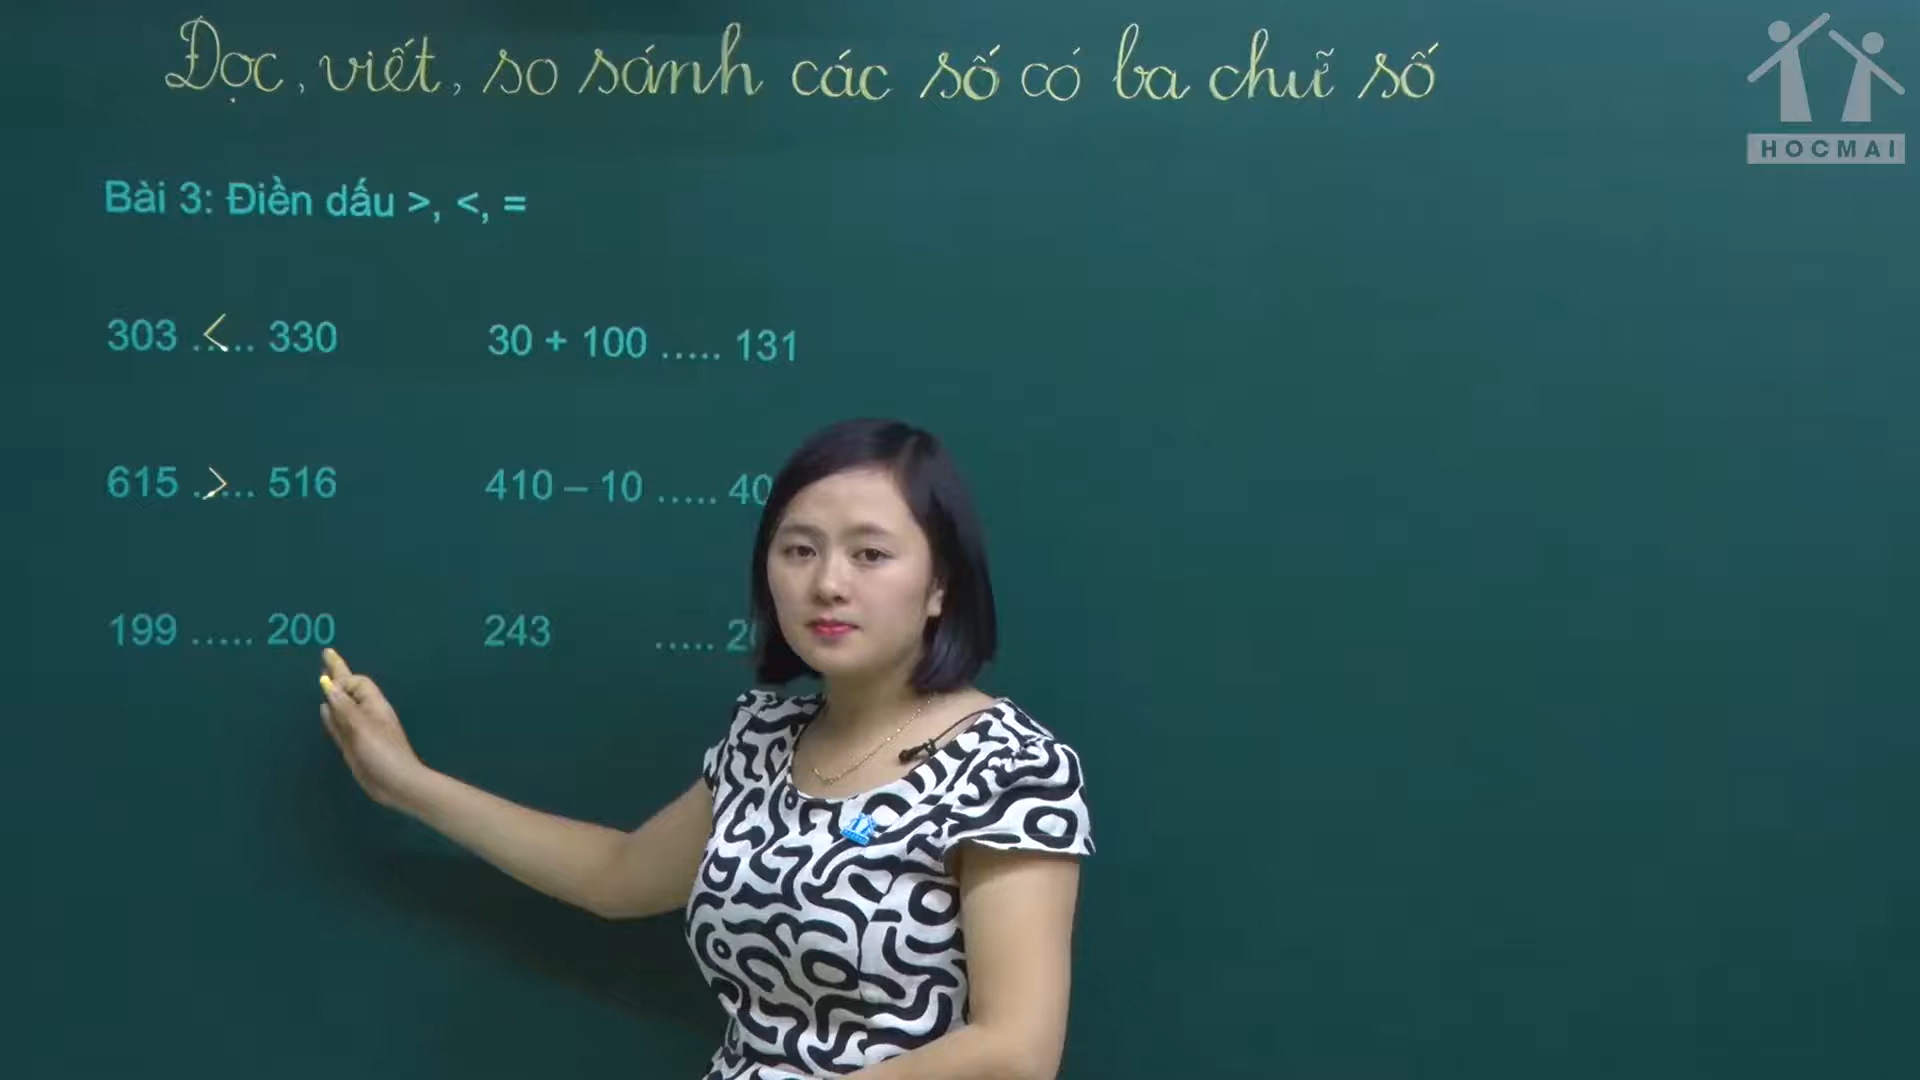 Đọc, viết, so sánh các số có ba chữ số
HOCMAI
Bài 3: Điền dấu >, <, =
303 ..<... 330
30 + 100 ..... 131
615 ..>... 516
410 – 10 .....
199 ..... 200
243 .....